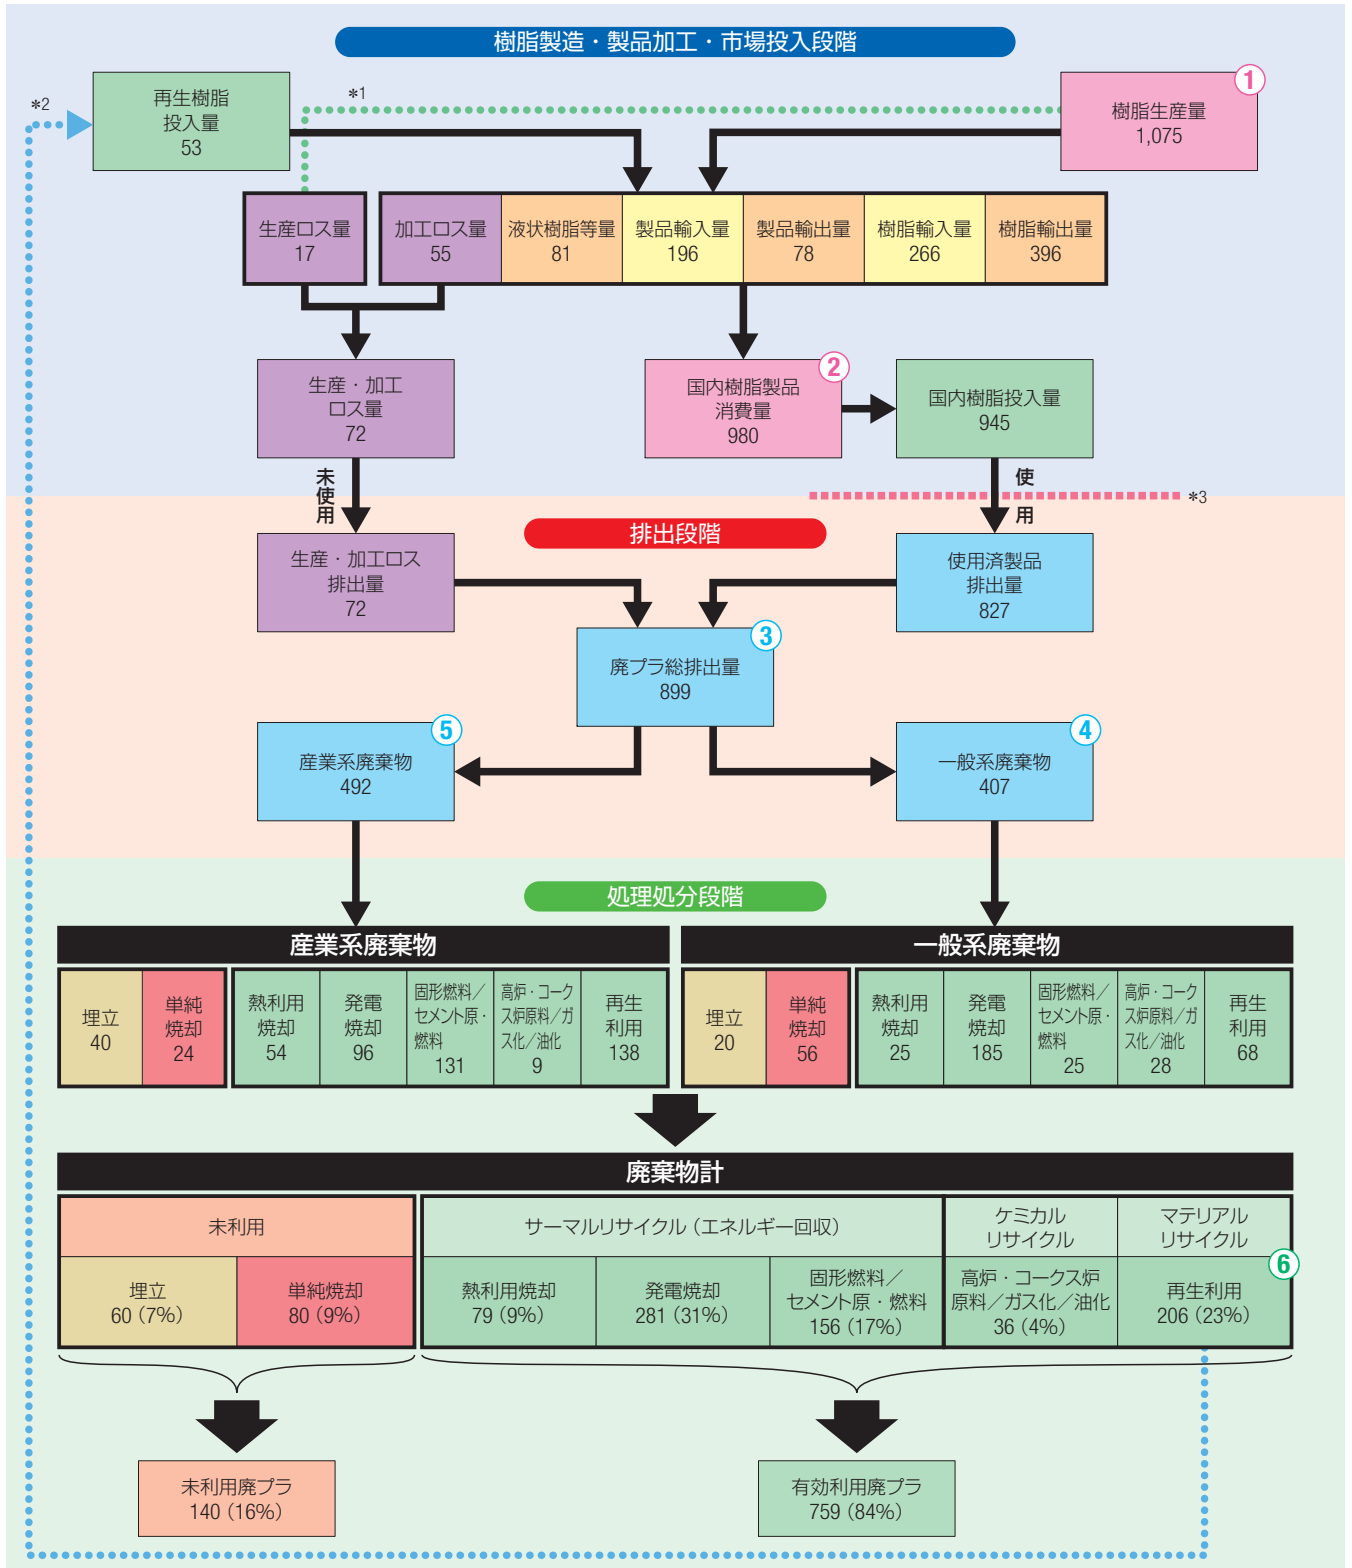 樹脂製造・製品加工・市場投入段階
*2
再生樹脂
投入量
53
*1
①
樹脂生産量
1,075
生産ロス量
17
加工ロス量
55
液状樹脂等量
81
製品輸入量
196
製品輸出量
78
樹脂輸入量
266
樹脂輸出量
396
生産・加工
ロス量
72
②
国内樹脂製品
消費量
980
国内樹脂投入量
945
未使用
使用
*3
排出段階
生産・加工ロス
排出量
72
使用済製品
排出量
827
③
廃プラ総排出量
899
⑤
産業系廃棄物
492
④
一般系廃棄物
407
処理処分段階
産業系廃棄物
埋立
40
単純
焼却
24
熱利用
焼却
54
発電
焼却
96
固形燃料／
セメント原・
燃料
131
高炉・コーク
ス炉原料／ガ
ス化／油化
9
再生
利用
138
一般系廃棄物
埋立
20
単純
焼却
56
熱利用
焼却
25
発電
焼却
185
固形燃料／
セメント原・
燃料
25
高炉・コーク
ス炉原料／ガ
ス化／油化
28
再生
利用
68
廃棄物計
未利用
サーマルリサイクル（エネルギー回収）
ケミカル
リサイクル
マテリアル
リサイクル
埋立
60（7%）
単純焼却
80（9%）
熱利用焼却
79（9%）
発電焼却
281（31%）
固形燃料／
セメント原・燃料
156（17%）
高炉・コークス炉
原料／ガス化／油化
36（4%）
⑥
再生利用
206（23%）
未利用廃プラ
140（16%）
有効利用廃プラ
759（84%）